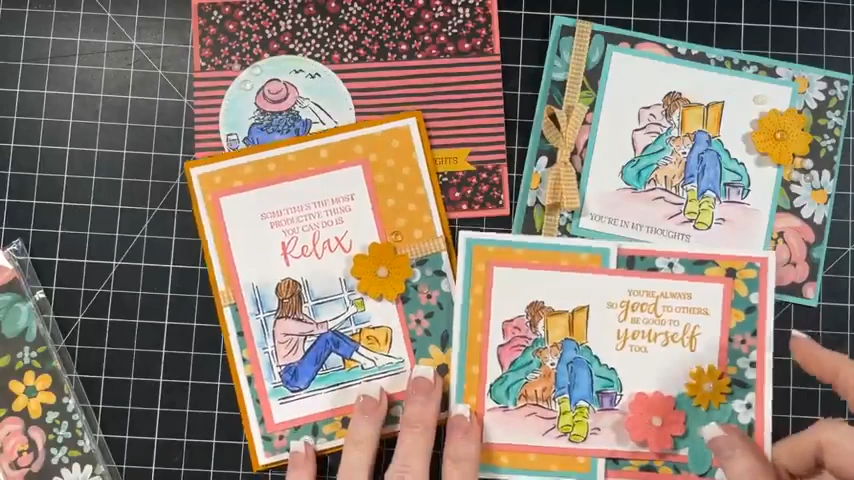 THOUGHTS
SOMETIMES THE MOST
PRODUCTIVE THING
YOU CAN DO IS
Relax
YOU'RE IN MY THOUGHTS
YOU'RE ALWAYS
SO good TO OTHERS,
BE GOOD TO
yourself
TOO.